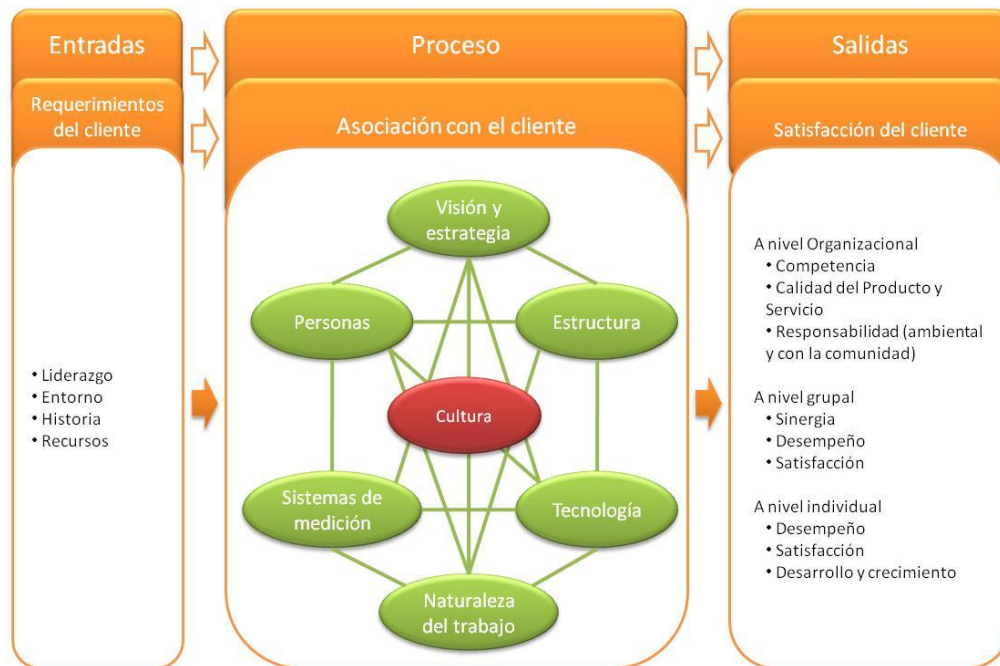 Entradas
Proceso
Salidas
Requerimientos
del cliente
Asociación con el cliente
Satisfacción del cliente
• Liderazgo
• Entorno
• Historia
• Recursos
Visión y
estrategia
Personas
Estructura
Cultura
Sistemas de
medición
Tecnología
Naturaleza
del trabajo
A nivel Organizacional
• Competencia
• Calidad del Producto y
Servicio
• Responsabilidad (ambiental
y con la comunidad)
A nivel grupal
• Sinergia
• Desempeño
• Satisfacción
A nivel individual
• Desempeño
• Satisfacción
• Desarrollo y crecimiento